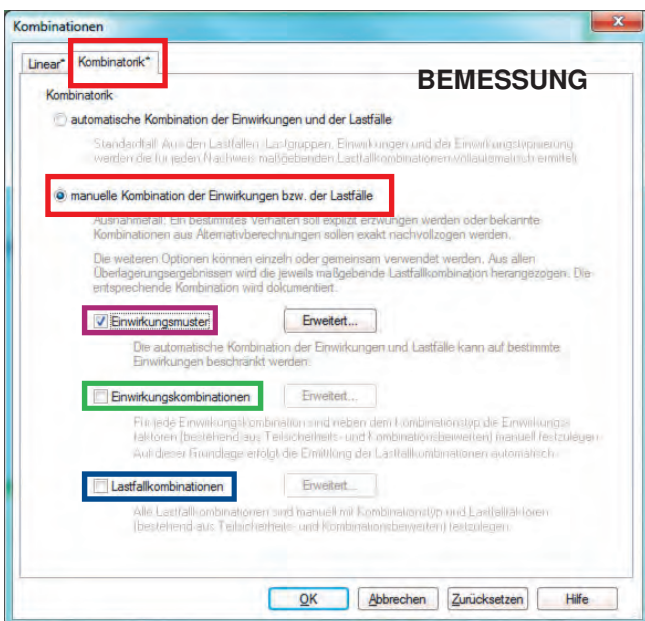 Kombinationen
Linear* Kombinatorik*
BEMESSUNG
Kombinatorik
automatische Kombination der Einwirkungen und der Lastfälle
Standardfall: Aus den Lastfällen, Lastgruppen, Einwirkungen und der Einwirkungstypisierung
werden die für jeden Nachweis maßgebenden Lastfallkombinationen vollautomatisch ermittelt.
manuelle Kombination der Einwirkungen bzw. der Lastfälle
Ausnahmefall: Ein bestimmtes Verhalten soll explizit erzwungen werden oder bekannte
Kombinationen aus Alternativberechnungen sollen exakt nachvollzogen werden.
Die weiteren Optionen können einzeln oder gemeinsam verwendet werden. Aus allen
Überlagerungsergebnissen wird die jeweils maßgebende Lastfallkombination herangezogen. Die
entsprechende Kombination wird dokumentiert.
Einwirkungsmuster Erweitert...
Die automatische Kombination der Einwirkungen und Lastfälle kann auf bestimmte
Einwirkungen beschränkt werden.
Einwirkungskombinationen Erweitert...
Für jede Einwirkungskombination sind neben dem Kombinationstyp die Einwirkungs-
faktoren (bestehend aus Teilsicherheits- und Kombinationsbeiwerten) manuell festzulegen.
Auf dieser Grundlage erfolgt die Ermittlung der Lastfallkombinationen automatisch.
Lastfallkombinationen Erweitert...
Alle Lastfallkombinationen sind manuell mit Kombinationstyp und Lastfallfaktoren
(bestehend aus Teilsicherheits- und Kombinationsbeiwerten) festzulegen.
OK Abbrechen Zurücksetzen Hilfe